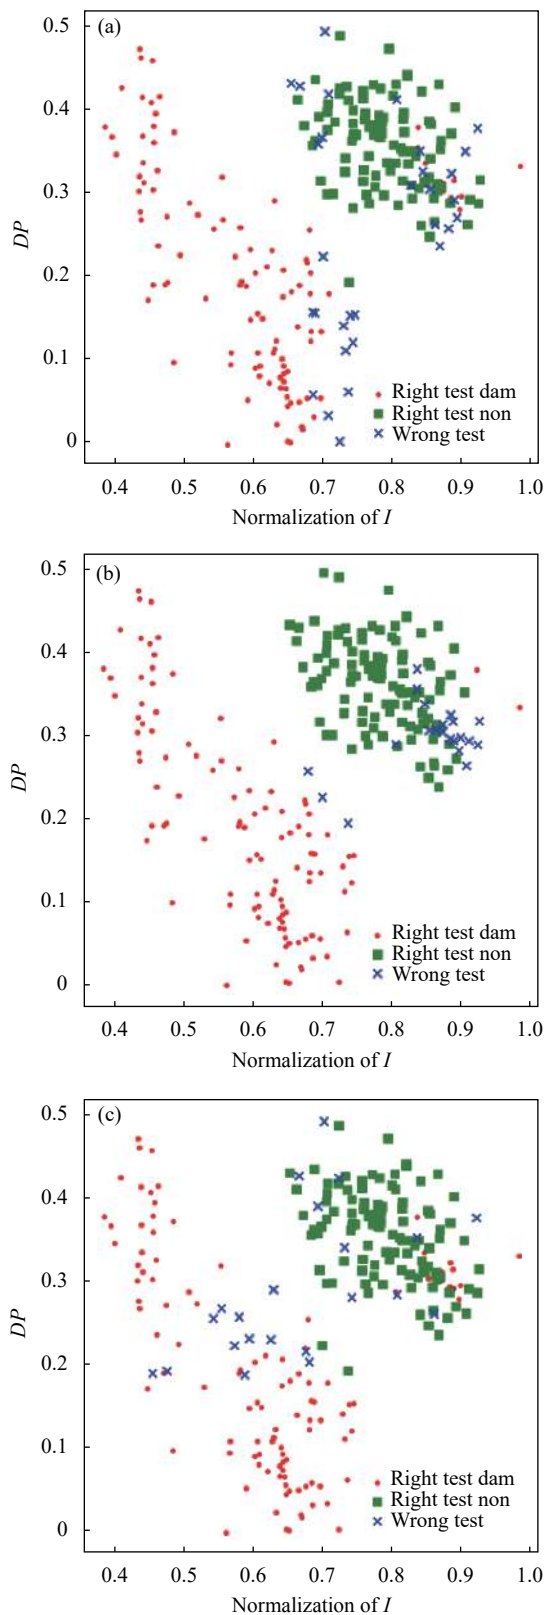 (a)
0.5
0.4
0.3
0.2
0.1
0
DP
Right test dam
Right test non
Wrong test
0.4 0.5 0.6 0.7 0.8 0.9 1.0
Normalization of I
(b)
0.5
0.4
0.3
0.2
0.1
0
DP
Right test dam
Right test non
Wrong test
0.4 0.5 0.6 0.7 0.8 0.9 1.0
Normalization of I
(c)
0.5
0.4
0.3
0.2
0.1
0
DP
Right test dam
Right test non
Wrong test
0.4 0.5 0.6 0.7 0.8 0.9 1.0
Normalization of I